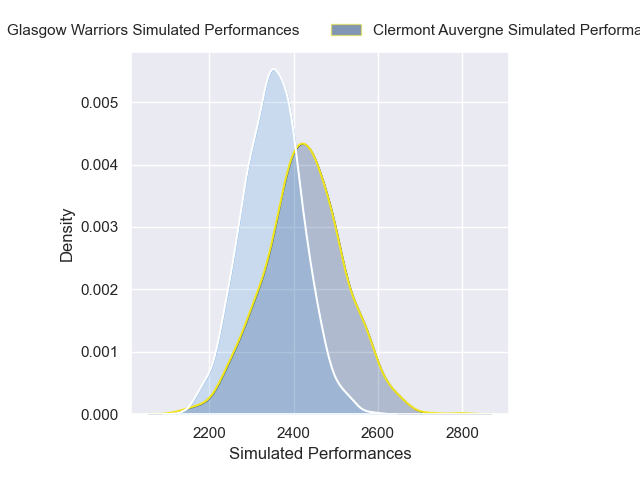 Glasgow Warriors Simulated Performances Clermont Auvergne Simulated Performa
0.005
0.004
0.003
0.002
0.001
0.000
Density
2200 2400 2600 2800
Simulated Performances